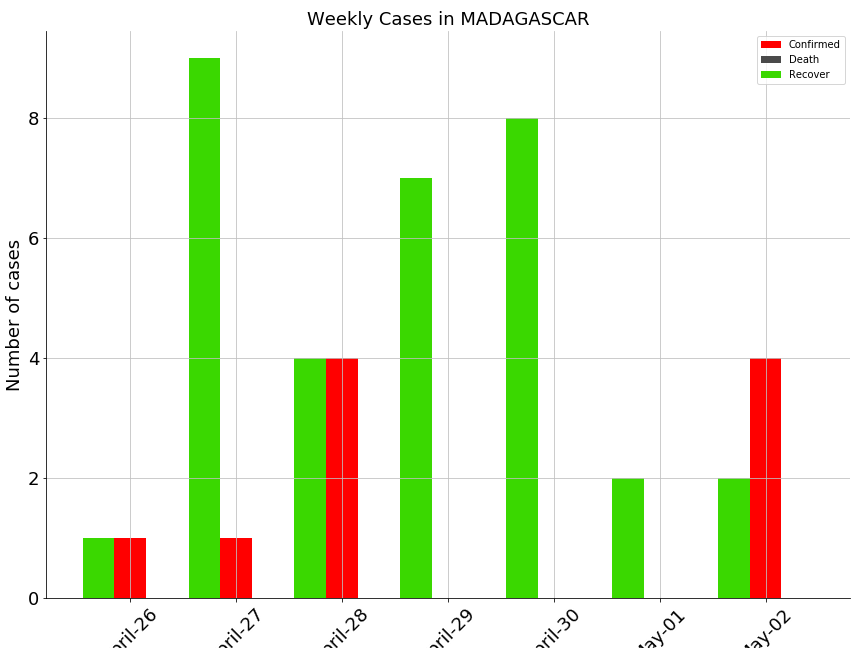 Weekly Cases in MADAGASCAR
Confirmed
Death
Recover
Number of cases
8
6
4
2
0
pril-26
pril-27
pril-28
pril-29
pril-30
May-01
May-02